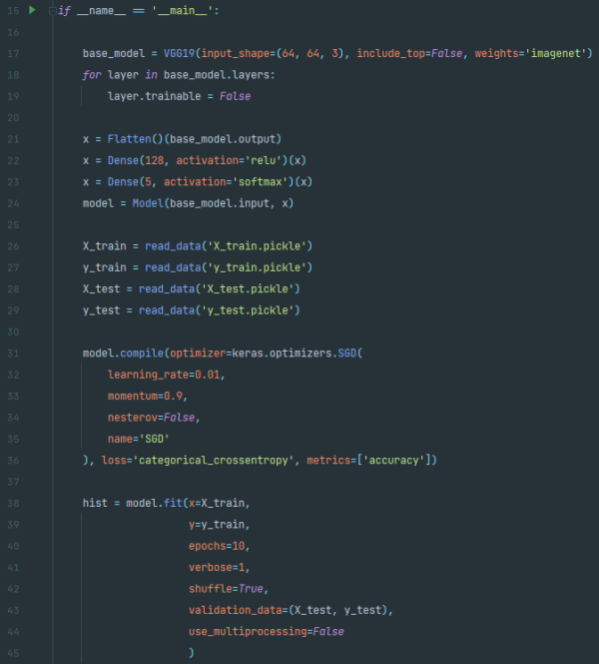 15 if __name__ == '__main__':
16
17 base_model = VGG19(input_shape=(64, 64, 3), include_top=False, weights='imagenet')
18 for layer in base_model.layers:
19 layer.trainable = False
20
21 x = Flatten()(base_model.output)
22 x = Dense(128, activation='relu')(x)
23 x = Dense(5, activation='softmax')(x)
24 model = Model(base_model.input, x)
25
26 X_train = read_data('X_train.pickle')
27 y_train = read_data('y_train.pickle')
28 X_test = read_data('X_test.pickle')
29 y_test = read_data('y_test.pickle')
30
31 model.compile(optimizer=keras.optimizers.SGD(
32 learning_rate=0.01,
33 momentum=0.9,
34 nesterov=False,
35 name='SGD'
36 ), loss='categorical_crossentropy', metrics=['accuracy'])
37
38 hist = model.fit(x=X_train,
39 y=y_train,
40 epochs=10,
41 verbose=1,
42 shuffle=True,
43 validation_data=(X_test, y_test),
44 use_multiprocessing=False
45 )